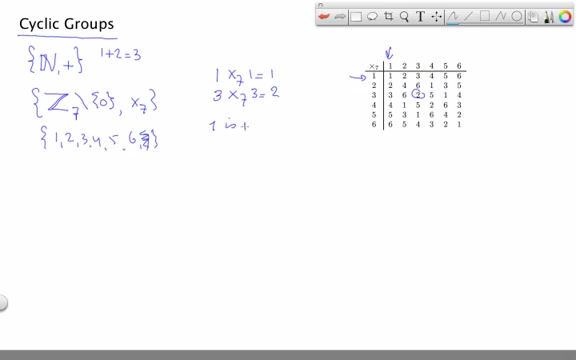 Cyclic Groups
{ℕ, +} 1+2=3
{ℤ₇ \ {0}, ×₇}
{1, 2, 3, 4, 5, 6}
1 ×₇ 1 = 1
3 ×₇ 3 = 2
1 is t
×₇ 1 2 3 4 5 6
1 1 2 3 4 5 6
2 2 4 6 1 3 5
3 3 6 2 5 1 4
4 4 1 5 2 6 3
5 5 3 1 6 4 2
6 6 5 4 3 2 1